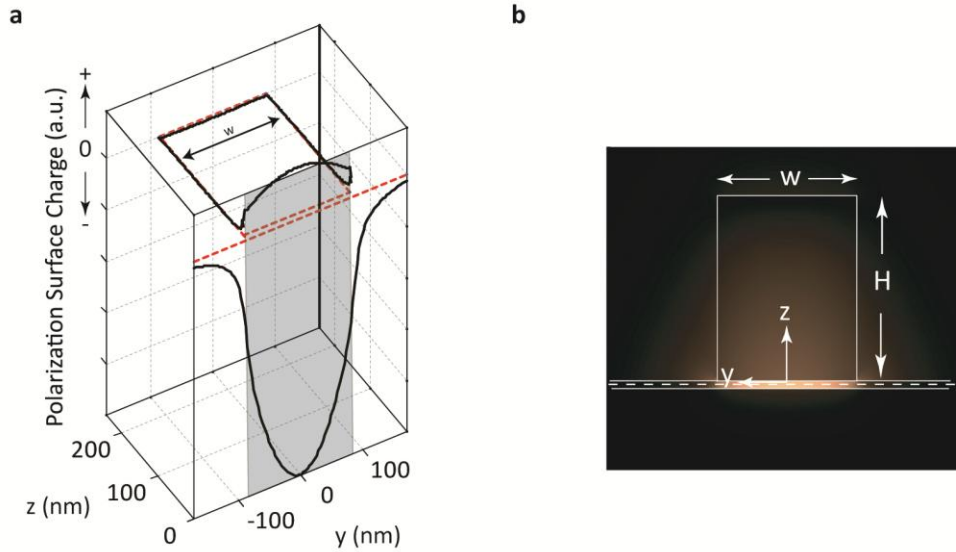 a
Polarization Surface Charge (a.u.)
+
0
-
w
200
100
0
z (nm)
-100
0
100
y (nm)
b
W
H
z
y